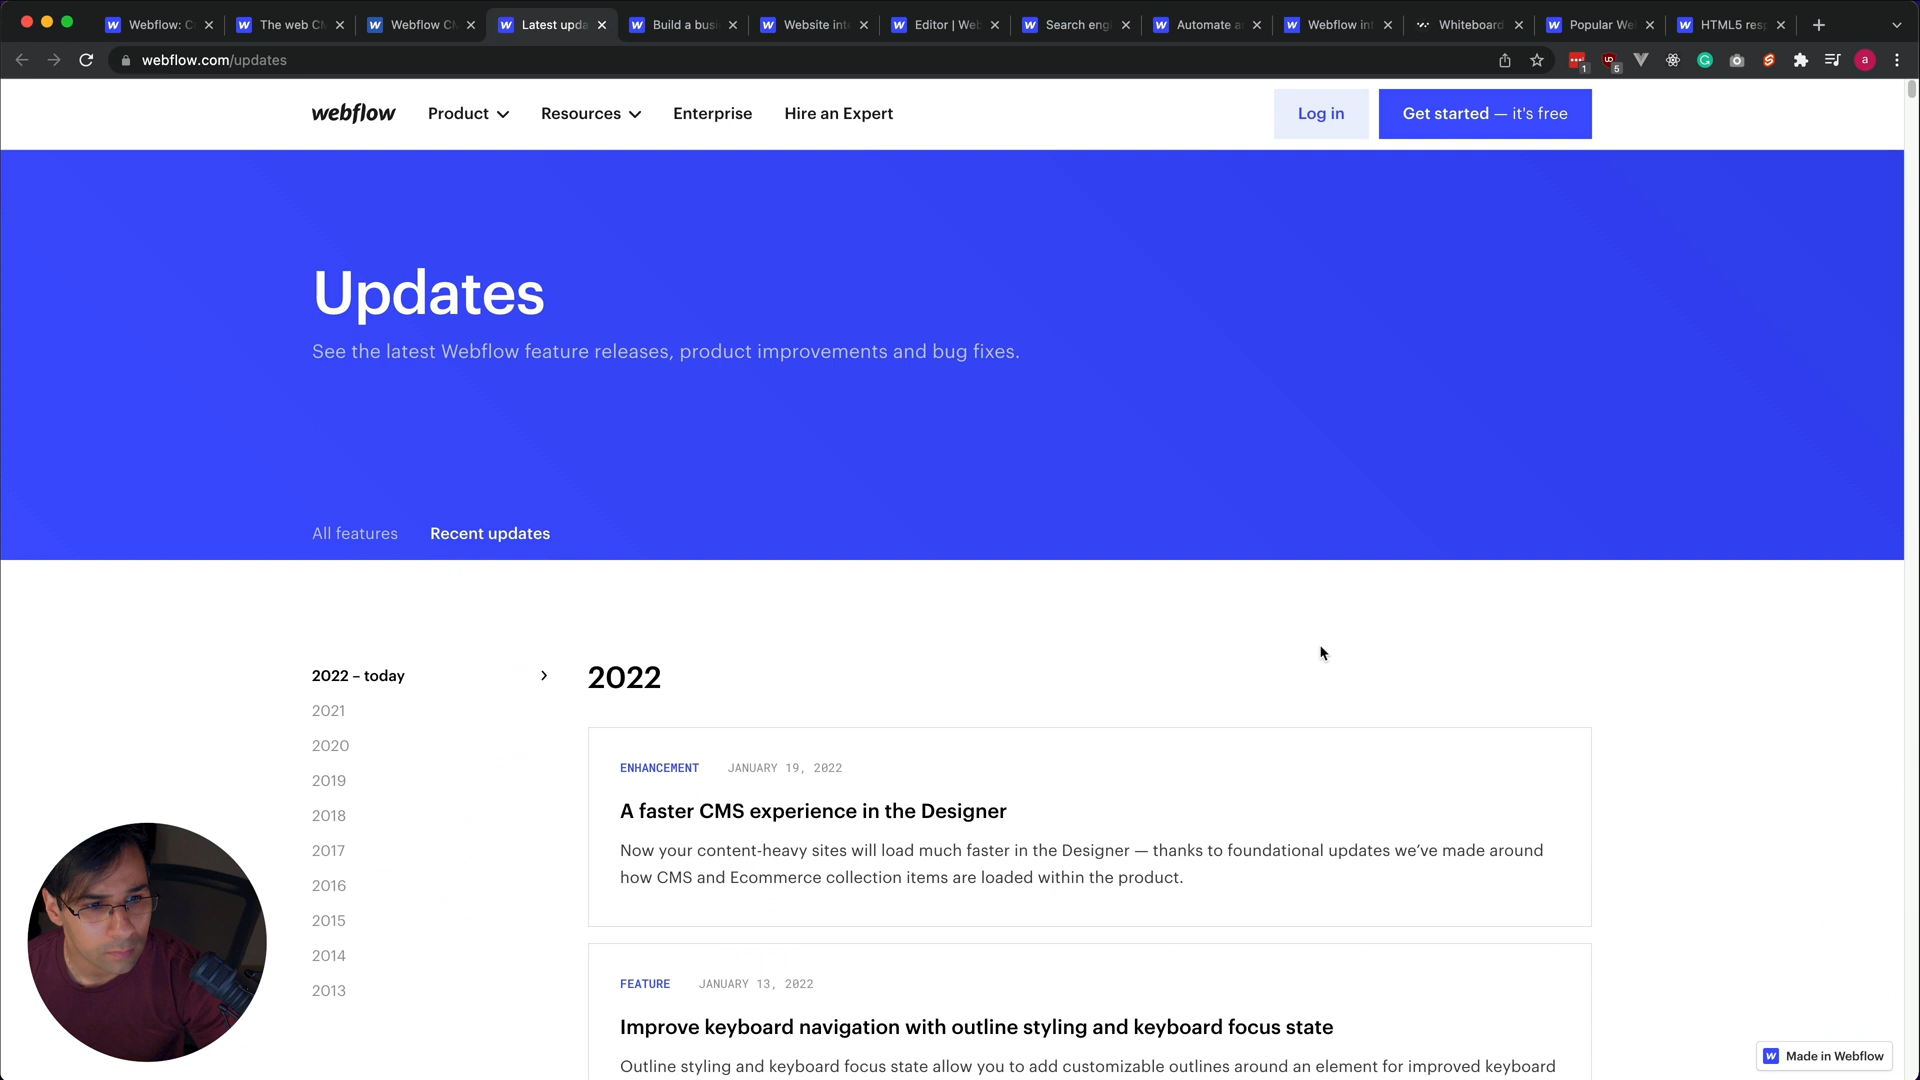 Webflow: C
The web C
Webflow C
Latest upda
Build a bus
Website int
Editor | Web
Search eng
Automate a
Webflow int
Whiteboard
Popular We
HTML5 res
webflow.com/updates
1
5
a
webflow
Product
Resources
Enterprise
Hire an Expert
Log in
Get started — it's free
Updates
See the latest Webflow feature releases, product improvements and bug fixes.
All features
Recent updates
2022 – today
2021
2020
2019
2018
2017
2016
2015
2014
2013
2022
ENHANCEMENT JANUARY 19, 2022
A faster CMS experience in the Designer
Now your content-heavy sites will load much faster in the Designer — thanks to foundational updates we’ve made around
how CMS and Ecommerce collection items are loaded within the product.
FEATURE JANUARY 13, 2022
Improve keyboard navigation with outline styling and keyboard focus state
Outline styling and keyboard focus state allow you to add customizable outlines around an element for improved keyboard
Made in Webflow